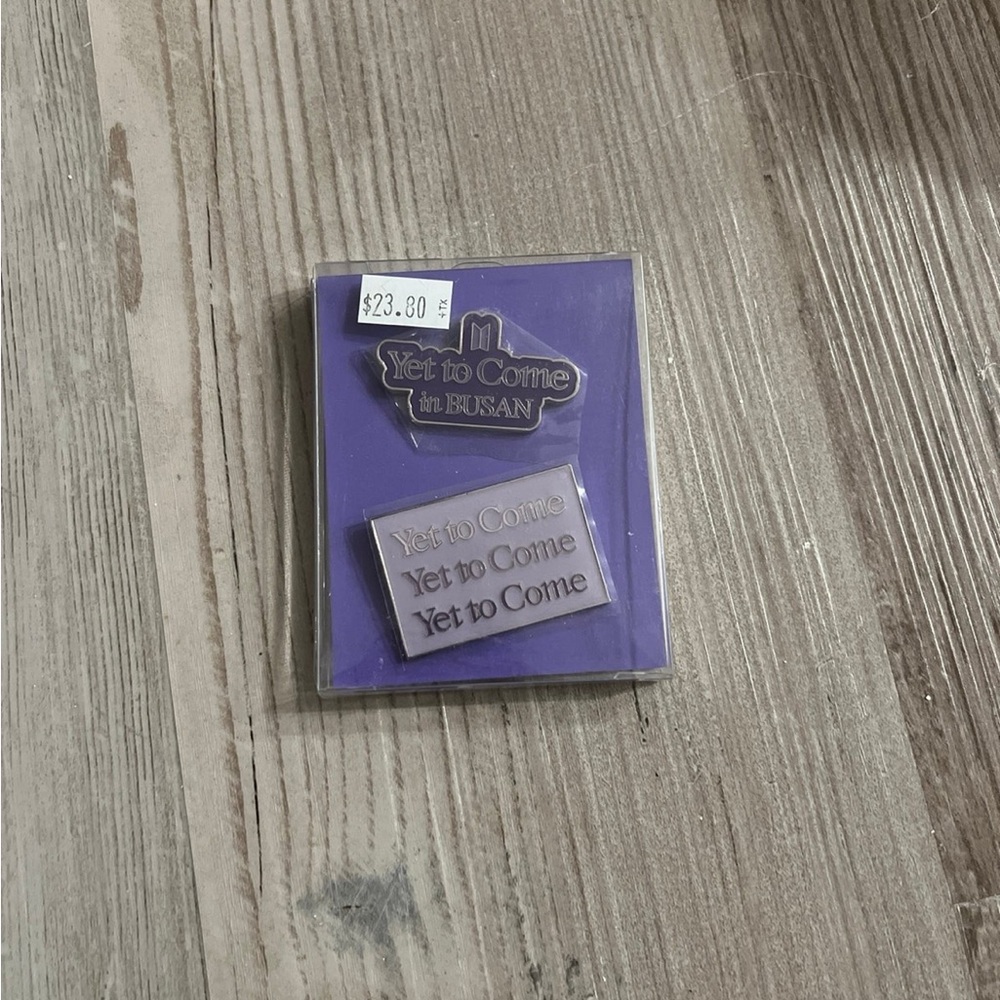 $23.80 +TX
Yet to Come
in BUSAN
Yet to Come
Yet to Come
Yet to Come